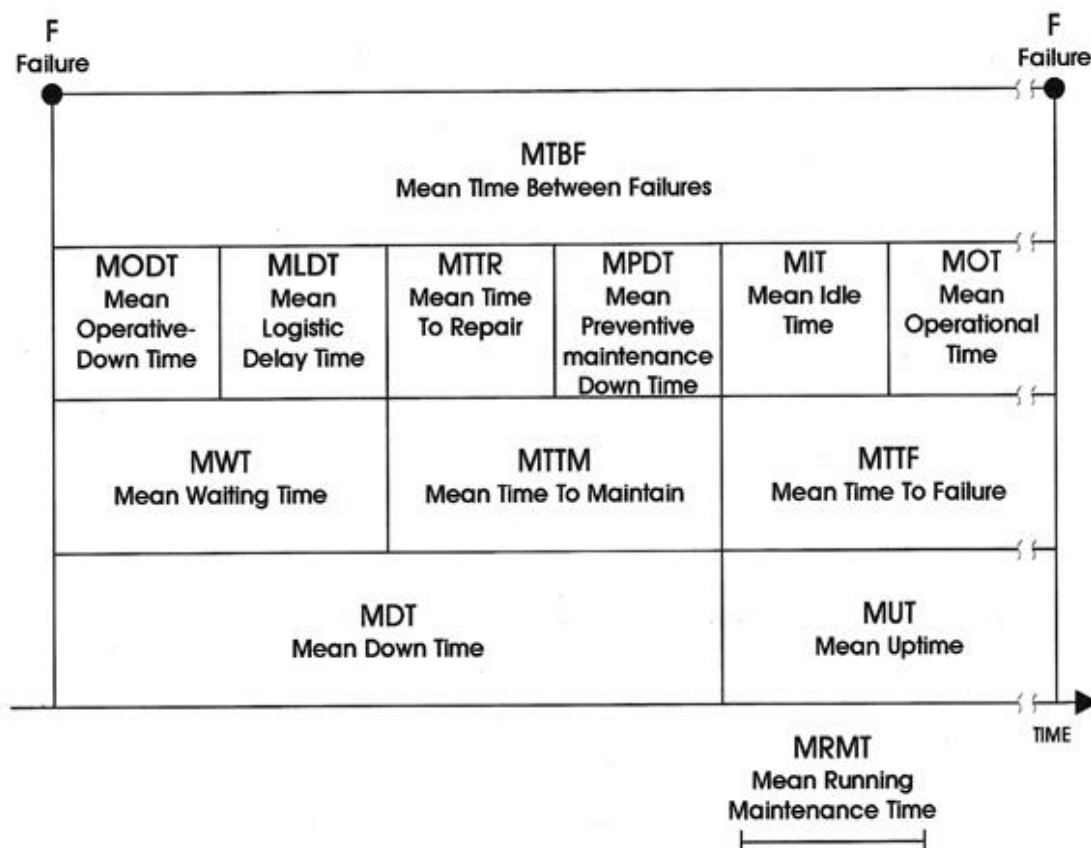 F
Failure
F
Failure
MTBF
Mean Time Between Failures
MODT
Mean
Operative-
Down Time
MLDT
Mean
Logistic
Delay Time
MTTR
Mean Time
To Repair
MPDT
Mean
Preventive
maintenance
Down Time
MIT
Mean Idle
Time
MOT
Mean
Operational
Time
MWT
Mean Waiting Time
MTTM
Mean Time To Maintain
MTTF
Mean Time To Failure
MDT
Mean Down Time
MUT
Mean Uptime
TIME
MRMT
Mean Running
Maintenance Time